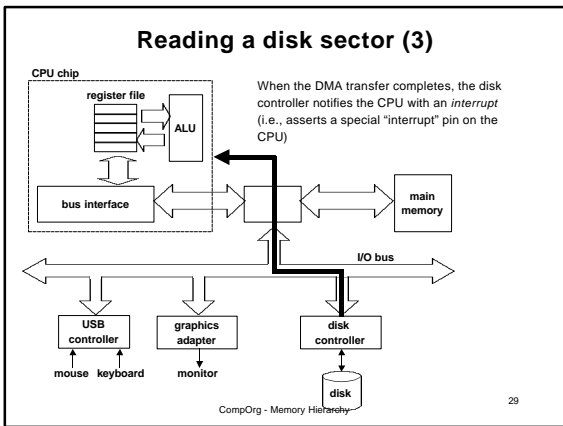 Reading a disk sector (3)
CPU chip
register file
ALU
When the DMA transfer completes, the disk
controller notifies the CPU with an interrupt
(i.e., asserts a special “interrupt” pin on the
CPU)
bus interface
main
memory
I/O bus
USB
controller
graphics
adapter
disk
controller
mouse
keyboard
monitor
disk
CompOrg - Memory Hierarchy
29